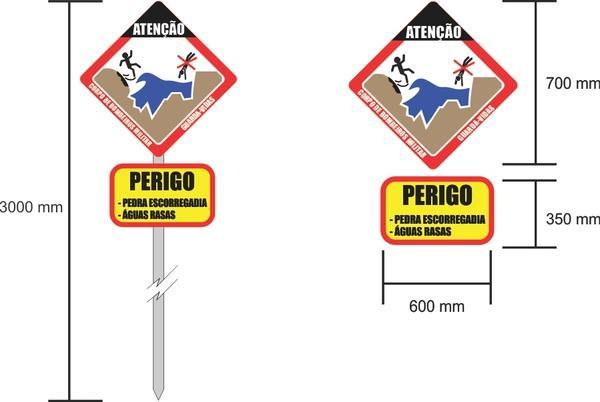 ATENÇÃO
CORPO DE BOMBEIROS MILITAR
GUARDA-VIDAS
PERIGO
- PEDRA ESCORREGADIA
- ÁGUAS RASAS
3000 mm
ATENÇÃO
CORPO DE BOMBEIROS MILITAR
GUARDA-VIDAS
PERIGO
- PEDRA ESCORREGADIA
- ÁGUAS RASAS
700 mm
350 mm
600 mm